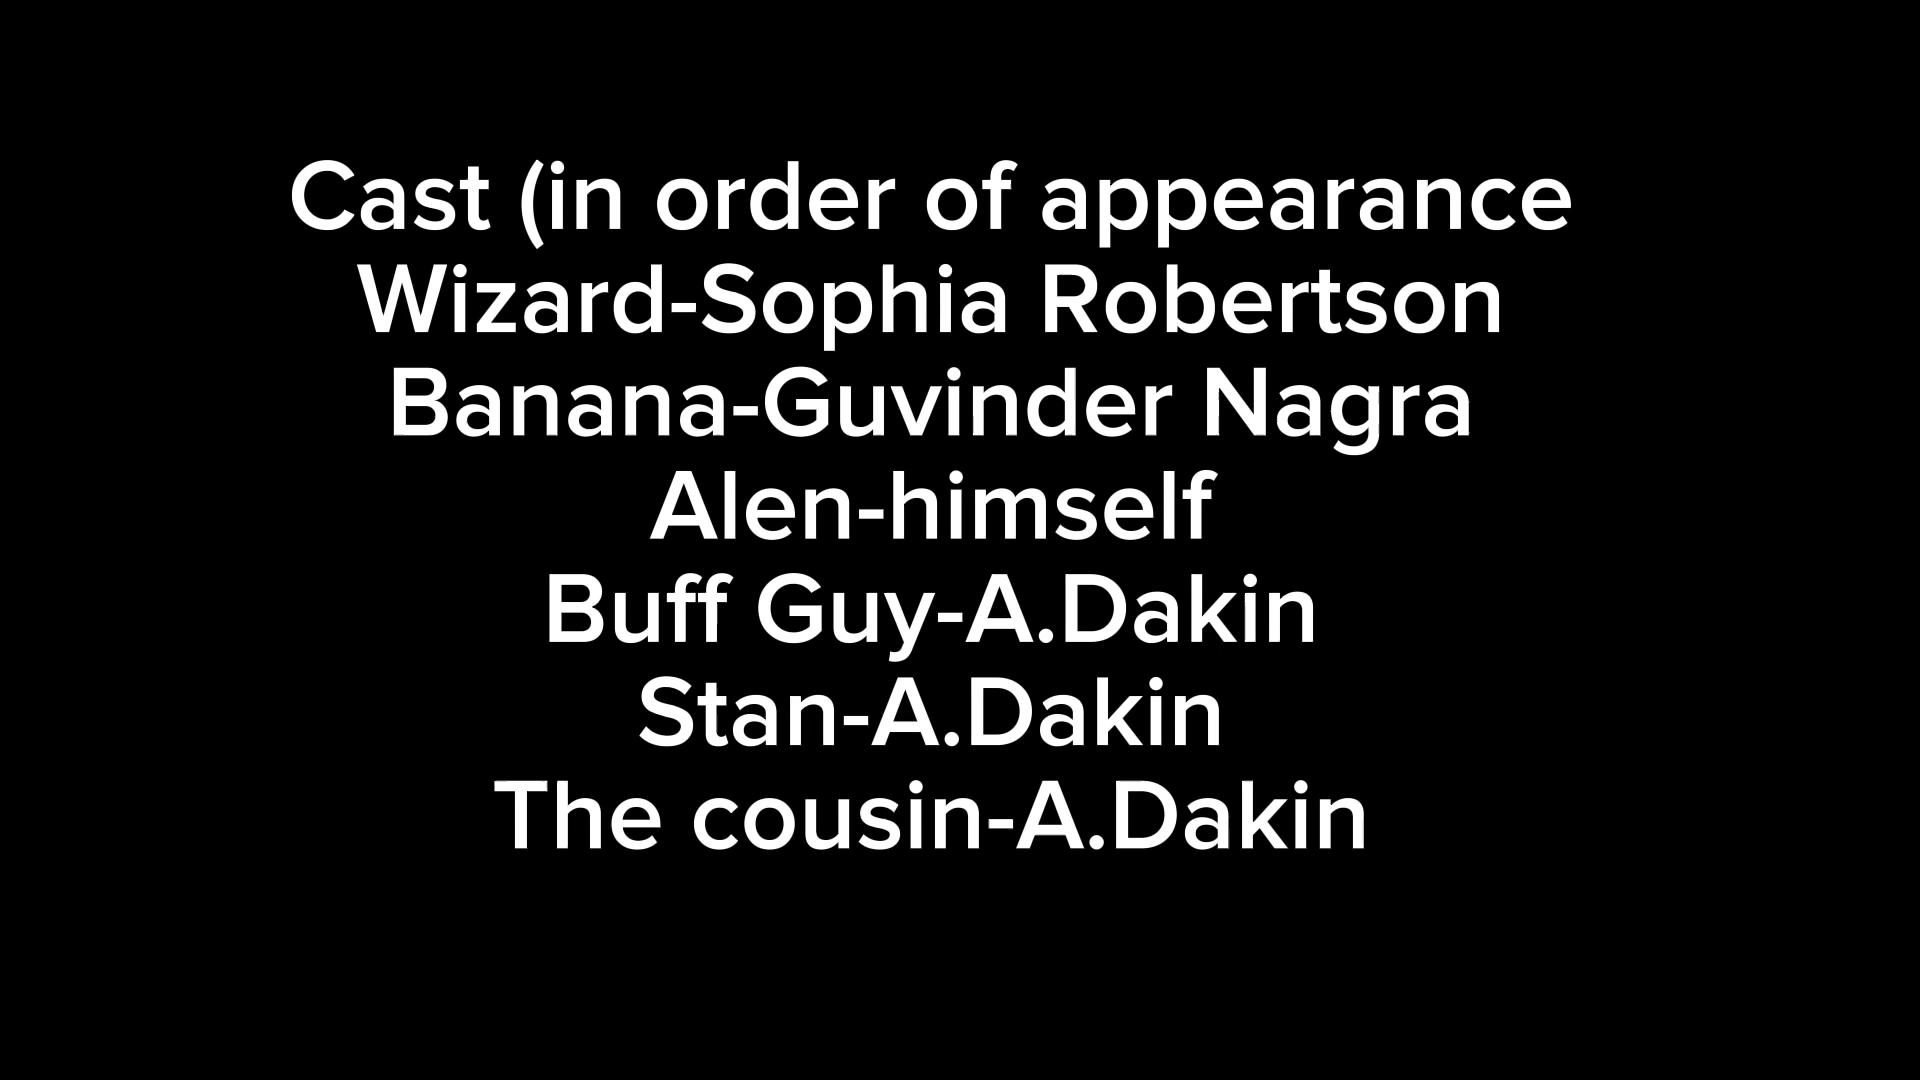 Cast (in order of appearance
Wizard-Sophia Robertson
Banana-Guvinder Nagra
Alen-himself
Buff Guy-A.Dakin
Stan-A.Dakin
The cousin-A.Dakin